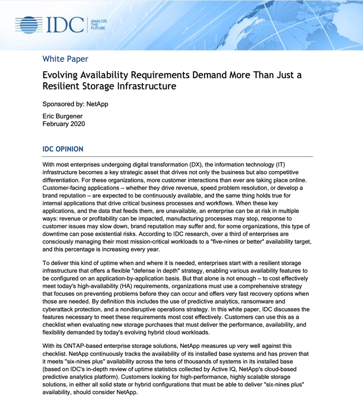 IDC
ANALYZE
THE
FUTURE
White Paper
Evolving Availability Requirements Demand More Than Just a
Resilient Storage Infrastructure
Sponsored by: NetApp
Eric Burgener
February 2020
IDC OPINION
With most enterprises undergoing digital transformation (DX), the information technology (IT)
infrastructure becomes a key strategic asset that drives not only the business but also competitive
differentiation. For these organizations, more customer interactions than ever are taking place online.
Customer-facing applications – whether they drive revenue, speed problem resolution, or develop a
brand reputation – are expected to be continuously available, and the same thing holds true for
internal applications that drive critical business processes and workflows. When these key
applications, and the data that feeds them, are unavailable, an enterprise can be at risk in multiple
ways: revenue or profitability can be impacted, manufacturing processes may stop, response to
customer issues may slow down, brand reputation may suffer and, for some organizations, this type of
downtime can pose existential risks. According to IDC research, over a third of enterprises are
consciously managing their most mission-critical workloads to a "five-nines or better" availability target,
and this percentage is increasing every year.
To deliver this kind of uptime when and where it is needed, enterprises start with a resilient storage
infrastructure that offers a flexible "defense in depth" strategy, enabling various availability features to
be configured on an application-by-application basis. But that alone is not enough – to cost effectively
meet today's high-availability (HA) requirements, organizations must use a comprehensive strategy
that focuses on preventing problems before they can occur and offers very fast recovery options when
those are needed. By definition this includes the use of predictive analytics, ransomware and
cyberattack protection, and a nondisruptive operations strategy. In this white paper, IDC discusses the
features necessary to meet these requirements most cost effectively. Customers can use this as a
checklist when evaluating new storage purchases that must deliver the performance, availability, and
flexibility demanded by today's evolving hybrid cloud workloads.
With its ONTAP-based enterprise storage solutions, NetApp measures up very well against this
checklist. NetApp continuously tracks the availability of its installed base systems and has proven that
it meets "six-nines plus" availability across the tens of thousands of systems in its installed base
(based on IDC's in-depth review of uptime statistics collected by Active IQ, NetApp's cloud-based
predictive analytics platform). Customers looking for high-performance, highly scalable storage
solutions, in either all solid state or hybrid configurations that must be able to deliver "six-nines plus"
availability, should consider NetApp.